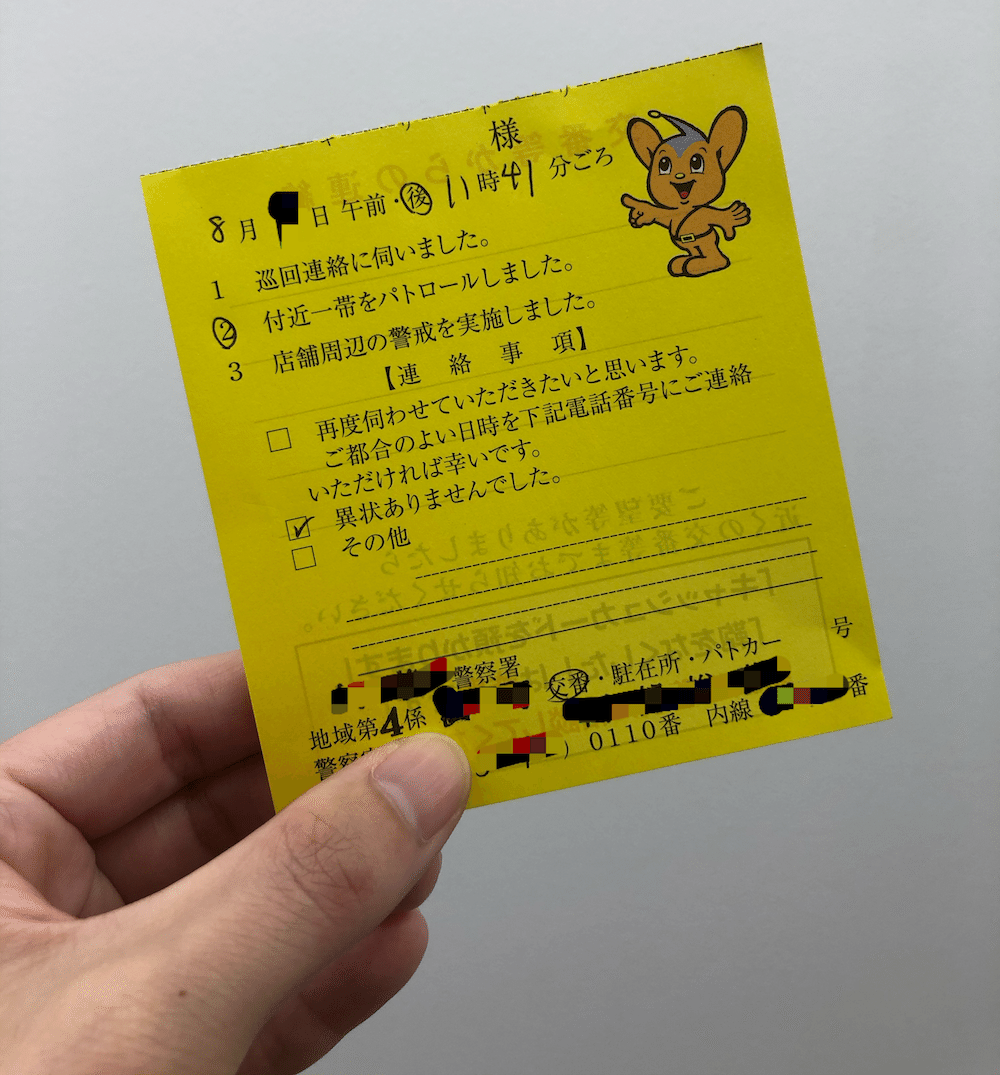 様
8月 日 午前・後 11時41分ごろ
1 巡回連絡に伺いました。
2 付近一帯をパトロールしました。
3 店舗周辺の警戒を実施しました。
【連絡事項】
□ 再度伺わせていただきたいと思います。
ご都合のよい日時を下記電話番号にご連絡
いただければ幸いです。
☑ 異状ありませんでした。
□ その他
号
警察署 交番・駐在所・パトカー
地域第4係 番
警察 ) 0110番 内線